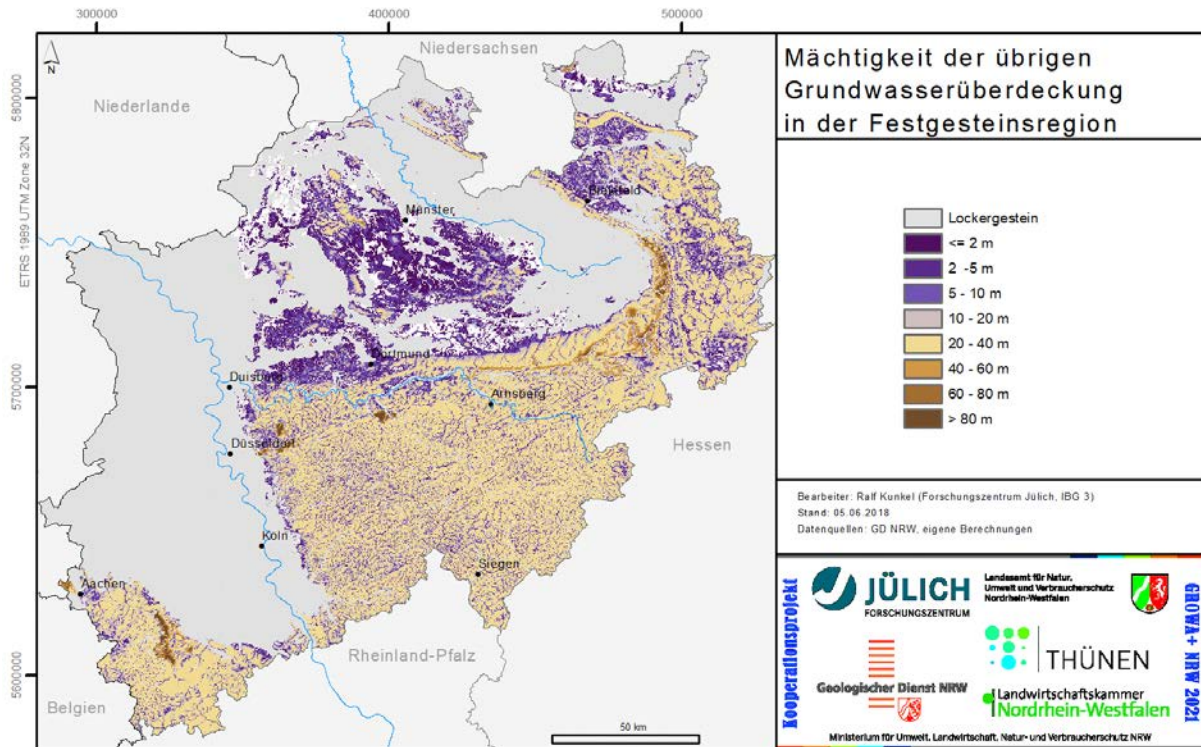 300000
400000
500000
5800000
5700000
5600000
ETRS 1989 UTM Zone 32N
N
Niedersachsen
Niederlande
Bielefeld
Münster
Dortmund
Duisburg
Arnsberg
Hessen
Düsseldorf
Köln
Siegen
Aachen
Rheinland-Pfalz
Belgien
50 km
Mächtigkeit der übrigen
Grundwasserüberdeckung
in der Festgesteinsregion
Lockergestein
<= 2 m
2 -5 m
5 - 10 m
10 - 20 m
20 - 40 m
40 - 60 m
60 - 80 m
> 80 m
Bearbeiter: Ralf Kunkel (Forschungszentrum Jülich, IBG 3)
Stand: 05.06.2018
Datenquellen: GD NRW, eigene Berechnungen
Kooperationsprojekt
JÜLICH
FORSCHUNGSZENTRUM
Landesamt für Natur,
Umwelt und Verbraucherschutz
Nordrhein-Westfalen
GROWA + NRW 2021
THÜNEN
Geologischer Dienst NRW
Landwirtschaftskammer
Nordrhein-Westfalen
Ministerium für Umwelt, Landwirtschaft, Natur- und Verbraucherschutz NRW